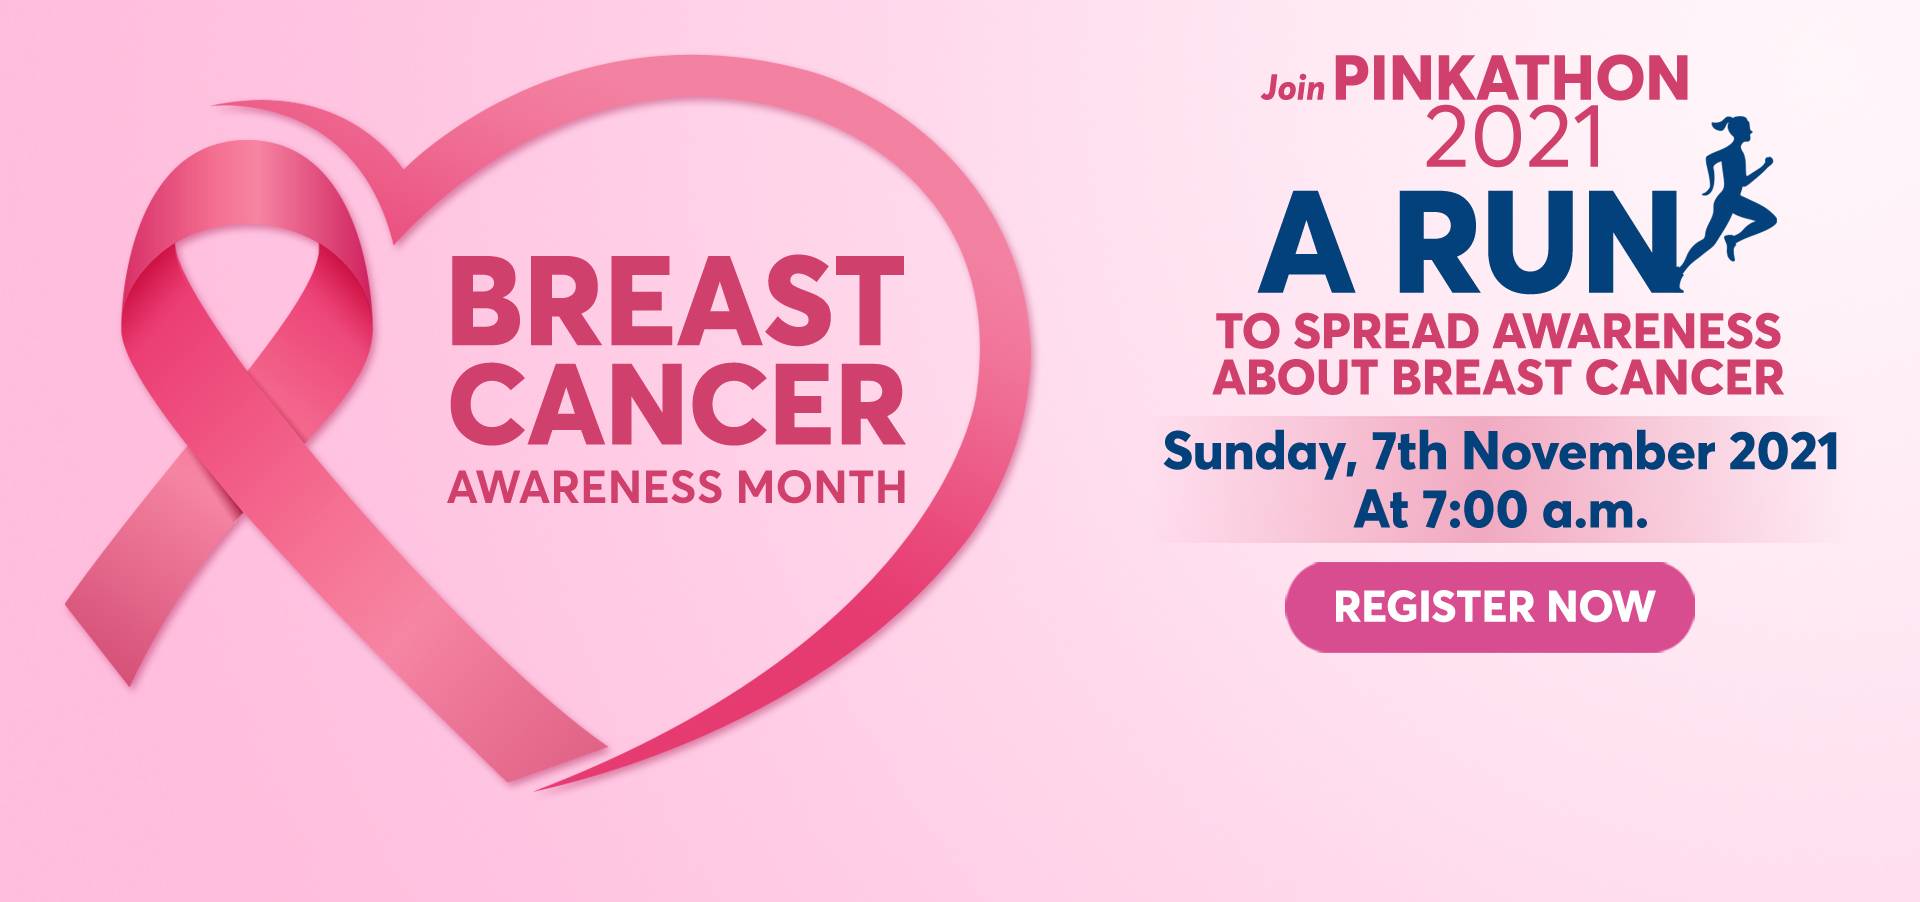 BREAST
CANCER
AWARENESS MONTH
Join PINKATHON
2021
A RUN
TO SPREAD AWARENESS
ABOUT BREAST CANCER
Sunday, 7th November 2021
At 7:00 a.m.
REGISTER NOW